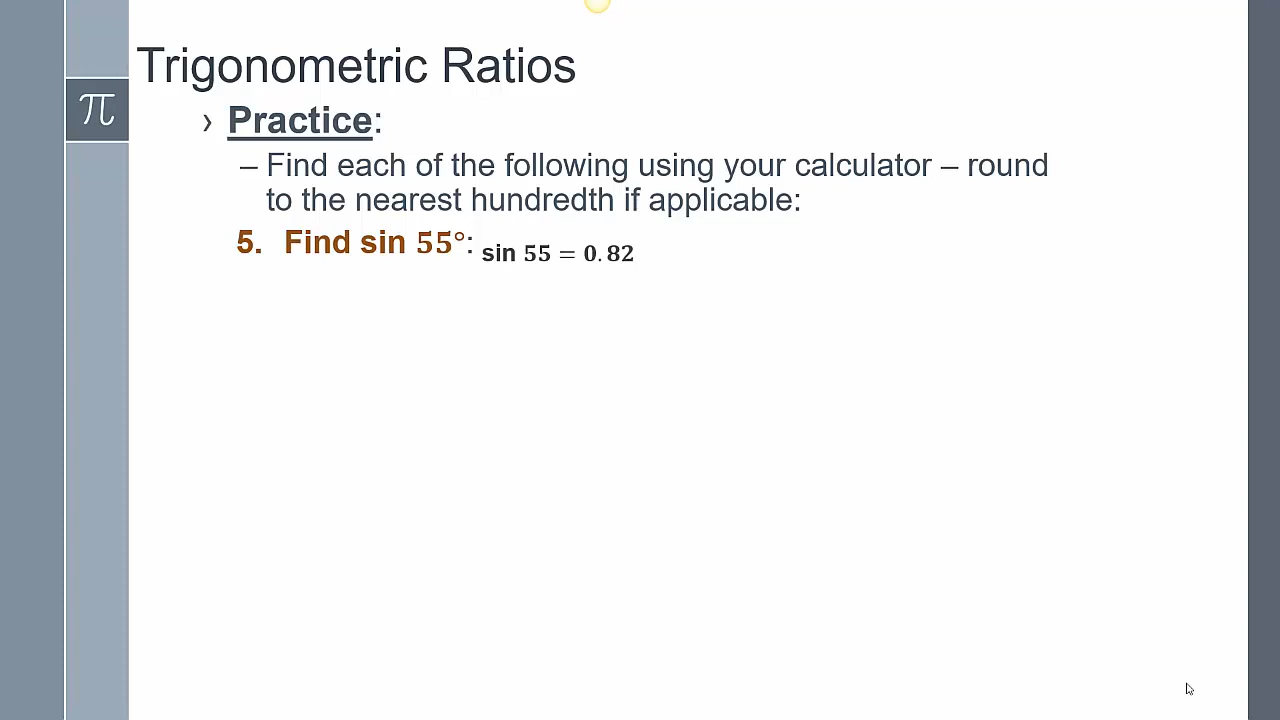 Trigonometric Ratios
π
› Practice:
– Find each of the following using your calculator – round
to the nearest hundredth if applicable:
5. Find sin 55°: sin 55 = 0.82